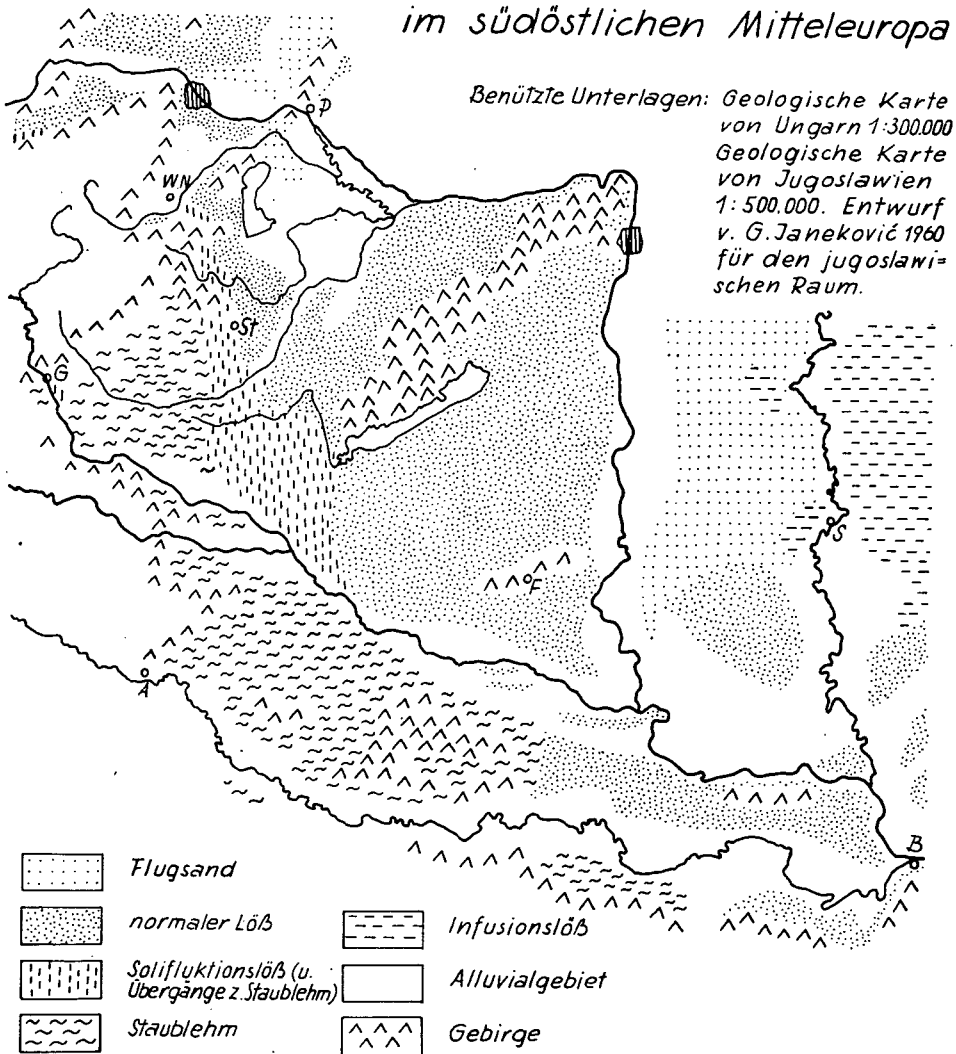 im südöstlichen Mitteleuropa
Benützte Unterlagen: Geologische Karte
von Ungarn 1:300.000
Geologische Karte
von Jugoslawien
1:500.000. Entwurf
v. G. Janeković 1960
für den jugoslawi=
schen Raum.
P
WN
St
G
S
F
A
B
Flugsand
normaler Löß
Solifluktionslöß (u.
Übergänge z. Staublehm)
Staublehm
Infusionslöß
Alluvialgebiet
Gebirge